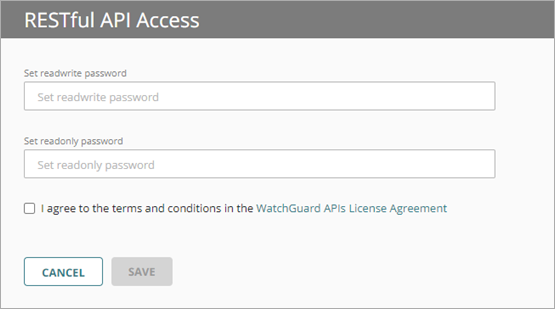 RESTful API Access
Set readwrite password
Set readwrite password
Set readonly password
Set readonly password
I agree to the terms and conditions in the WatchGuard APIs License Agreement
CANCEL SAVE